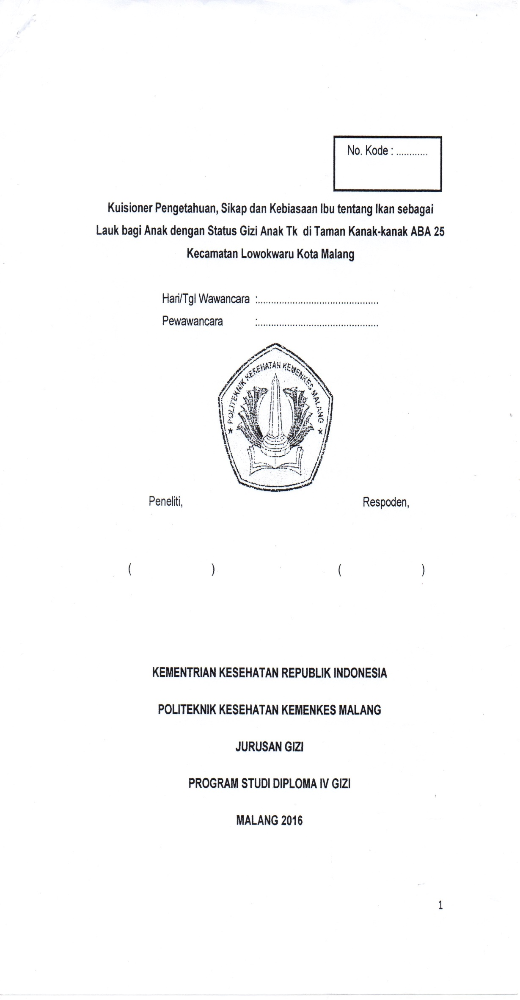 No. Kode : ............
Kuisioner Pengetahuan, Sikap dan Kebiasaan Ibu tentang Ikan sebagai
Lauk bagi Anak dengan Status Gizi Anak Tk di Taman Kanak-kanak ABA 25
Kecamatan Lowokwaru Kota Malang
Hari/Tgl Wawancara :.............................................
Pewawancara :.............................................
★ POLITEKNIK KESEHATAN KEMENKES MALANG ★
Peneliti, Respoden,
( ) ( )
KEMENTRIAN KESEHATAN REPUBLIK INDONESIA
POLITEKNIK KESEHATAN KEMENKES MALANG
JURUSAN GIZI
PROGRAM STUDI DIPLOMA IV GIZI
MALANG 2016
1